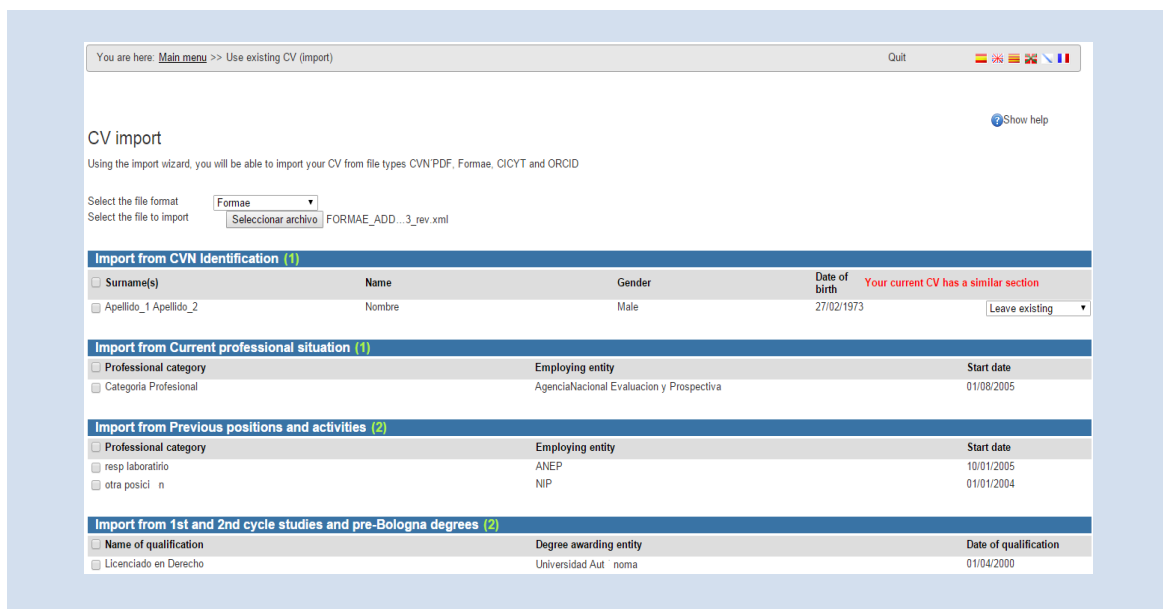 You are here: Main menu >> Use existing CV (import) Quit
Show help
CV import
Using the import wizard, you will be able to import your CV from file types CVN´PDF, Formae, CICYT and ORCID
Select the file format Formae
Select the file to import Seleccionar archivo FORMAE_ADD...3_rev.xml
Import from CVN Identification (1)
Surname(s) Name Gender Date of birth Your current CV has a similar section
Apellido_1 Apellido_2 Nombre Male 27/02/1973 Leave existing
Import from Current professional situation (1)
Professional category Employing entity Start date
Categoria Profesional AgenciaNacional Evaluacion y Prospectiva 01/08/2005
Import from Previous positions and activities (2)
Professional category Employing entity Start date
resp laboratirio ANEP 10/01/2005
otra posici n NIP 01/01/2004
Import from 1st and 2nd cycle studies and pre-Bologna degrees (2)
Name of qualification Degree awarding entity Date of qualification
Licenciado en Derecho Universidad Aut noma 01/04/2000